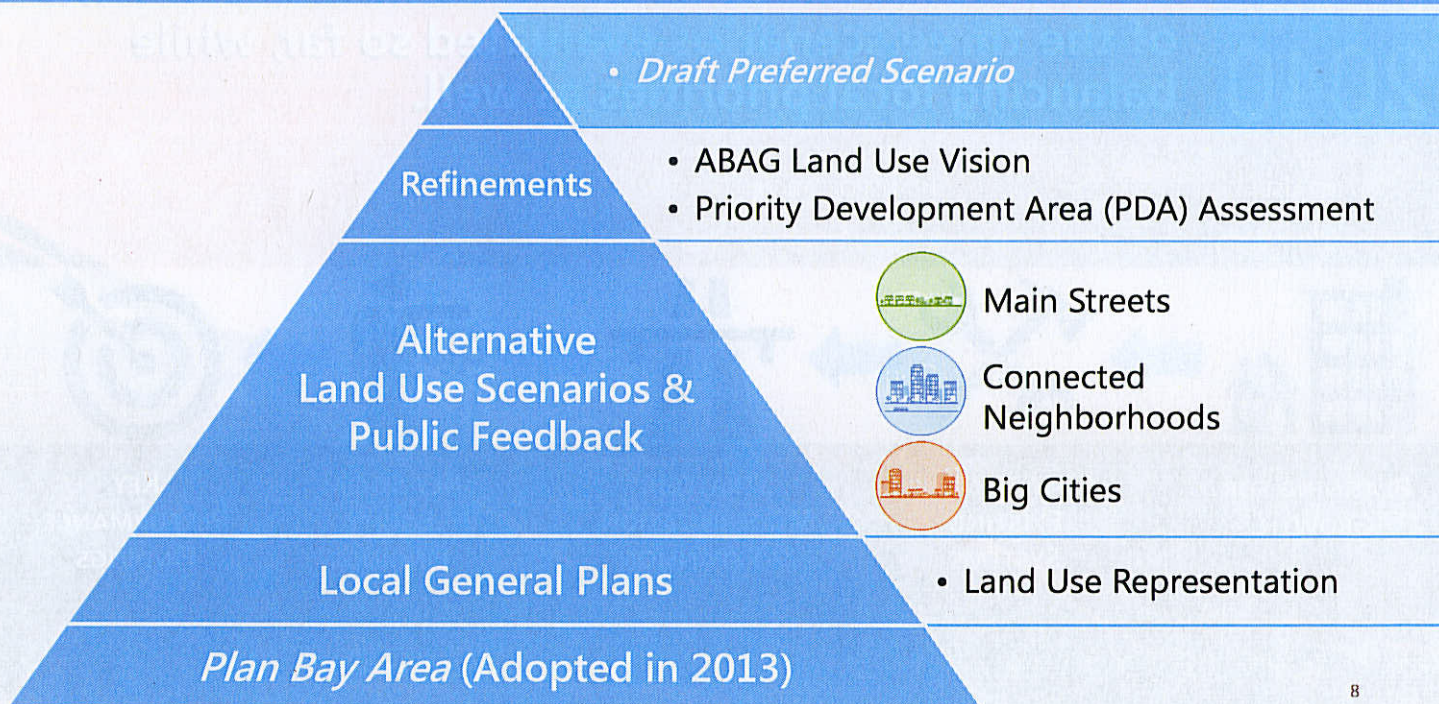 • Draft Preferred Scenario
Refinements
• ABAG Land Use Vision
• Priority Development Area (PDA) Assessment
Alternative
Land Use Scenarios &
Public Feedback
Main Streets
Connected
Neighborhoods
Big Cities
Local General Plans
• Land Use Representation
Plan Bay Area (Adopted in 2013)
8